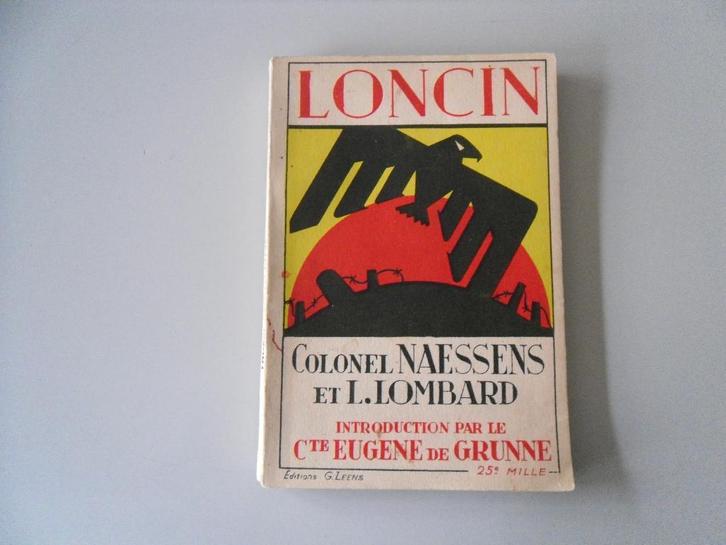 LONCIN
COLONEL NAESSENS
ET L. LOMBARD
INTRODUCTION PAR LE
CTE EUGENE DE GRUNNE
25e MILLE
Editions G. LEENS